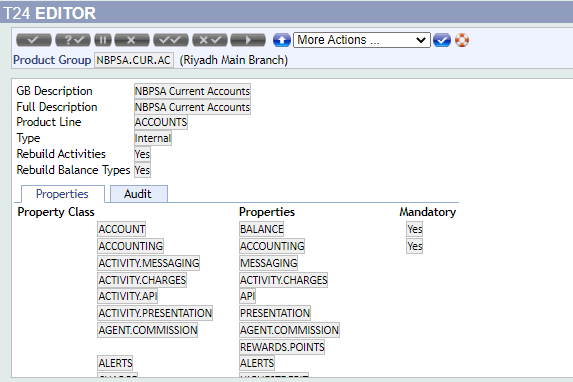 T24 EDITOR
More Actions ...
Product Group NBPSA.CUR.AC (Riyadh Main Branch)
GB Description NBPSA Current Accounts
Full Description NBPSA Current Accounts
Product Line ACCOUNTS
Type Internal
Rebuild Activities Yes
Rebuild Balance Types Yes
Properties Audit
Property Class Properties Mandatory
ACCOUNT BALANCE Yes
ACCOUNTING ACCOUNTING Yes
ACTIVITY.MESSAGING MESSAGING
ACTIVITY.CHARGES ACTIVITY.CHARGES
ACTIVITY.API API
ACTIVITY.PRESENTATION PRESENTATION
AGENT.COMMISSION AGENT.COMMISSION
REWARDS.POINTS
ALERTS ALERTS